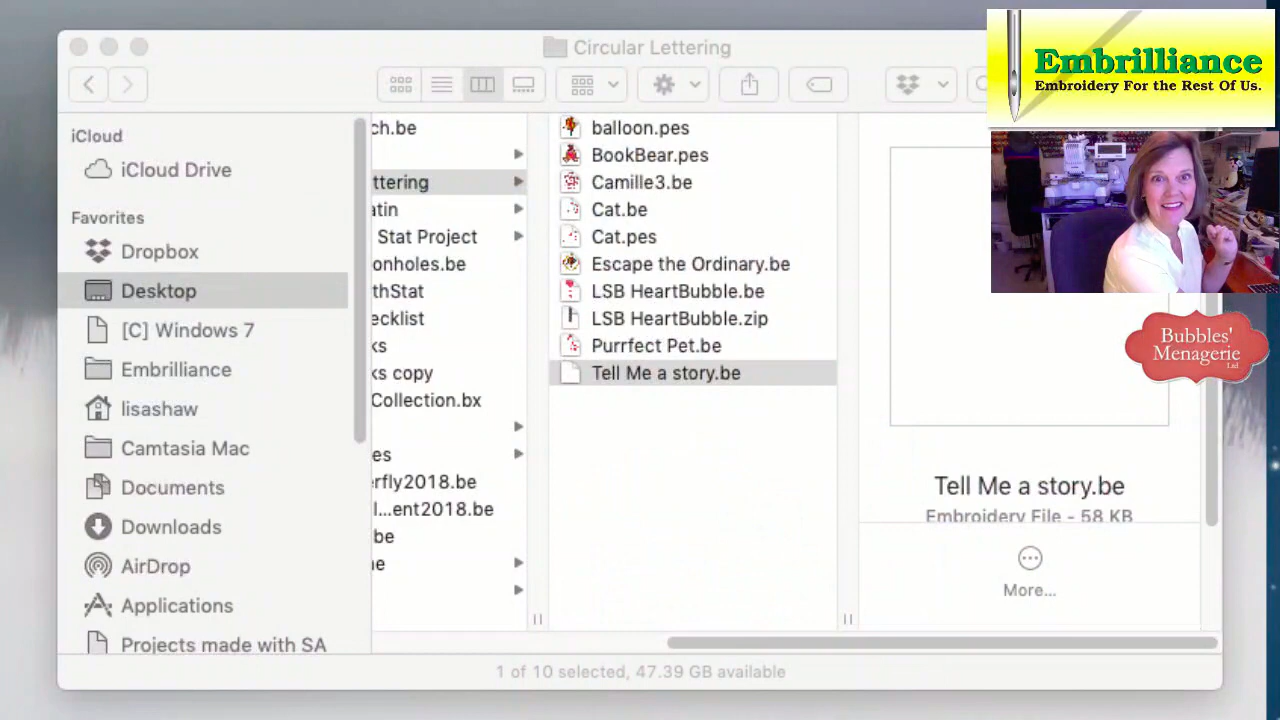 Circular Lettering
iCloud
iCloud Drive
Favorites
Dropbox
Desktop
[C] Windows 7
Embrilliance
lisashaw
Camtasia Mac
Documents
Downloads
AirDrop
Applications
Projects made with SA
ch.be
ttering
atin
Stat Project
onholes.be
thStat
ecklist
ks
ks copy
Collection.bx
es
erfly2018.be
l...ent2018.be
be
ne
balloon.pes
BookBear.pes
Camille3.be
Cat.be
Cat.pes
Escape the Ordinary.be
LSB HeartBubble.be
LSB HeartBubble.zip
Purrfect Pet.be
Tell Me a story.be
Tell Me a story.be
Embroidery File - 58 KB
More...
1 of 10 selected, 47.39 GB available
Embrilliance
Embroidery For the Rest Of Us.
Bubbles'
Menagerie
Ltd